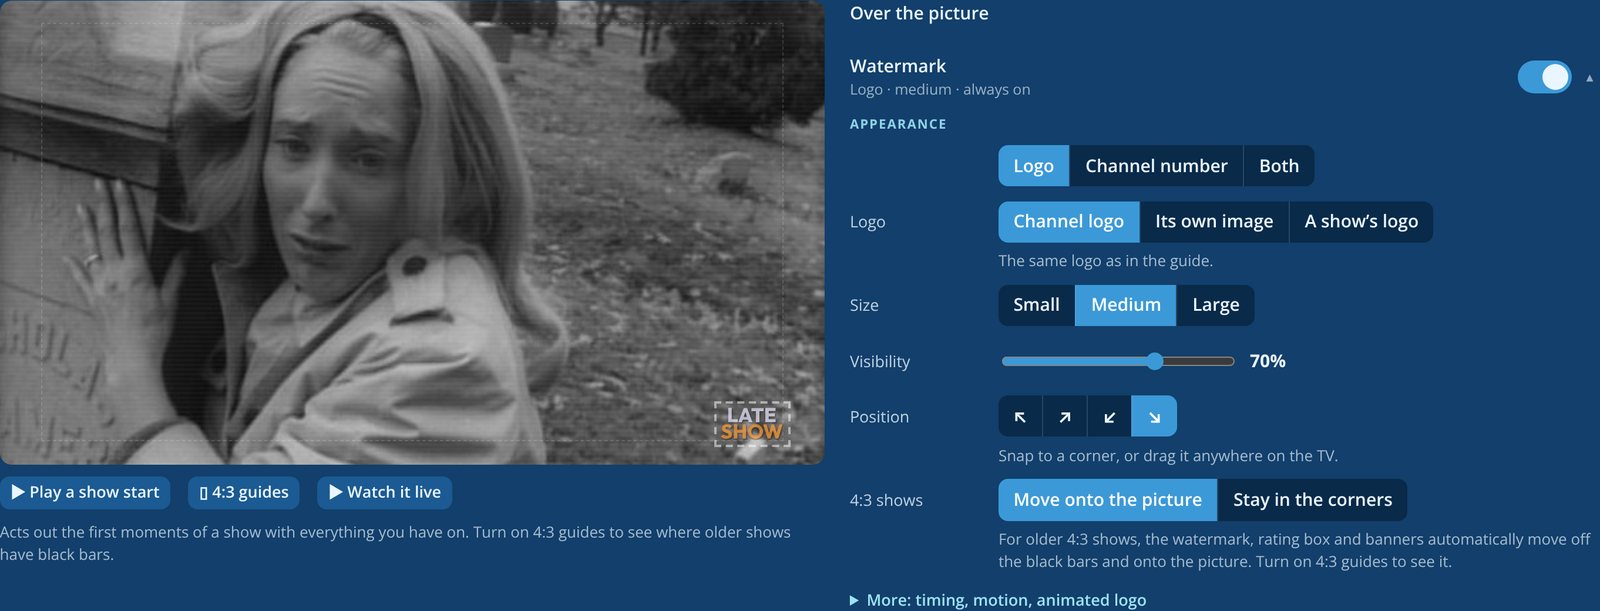 Over the picture
Watermark
Logo · medium · always on
APPEARANCE
Logo Channel number Both
Logo Channel logo Its own image A show’s logo
The same logo as in the guide.
Size Small Medium Large
Visibility 70%
Position
Snap to a corner, or drag it anywhere on the TV.
4:3 shows Move onto the picture Stay in the corners
For older 4:3 shows, the watermark, rating box and banners automatically move off
the black bars and onto the picture. Turn on 4:3 guides to see it.
More: timing, motion, animated logo
LATE
SHOW
Play a show start 4:3 guides Watch it live
Acts out the first moments of a show with everything you have on. Turn on 4:3 guides to see where older shows
have black bars.